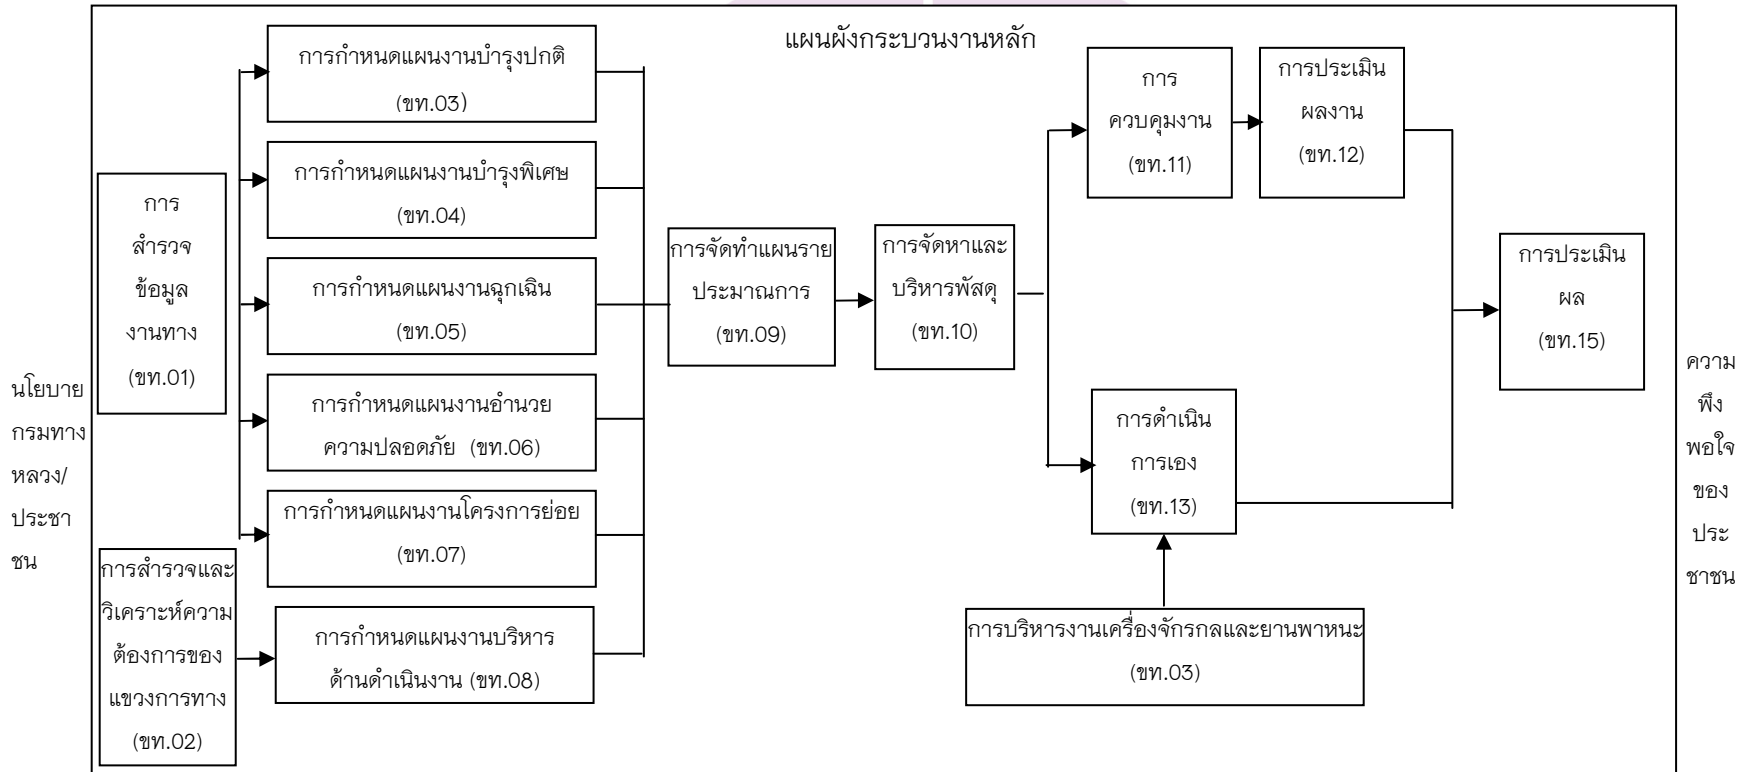 แผนผังกระบวนงานหลัก
นโยบาย
กรมทาง
หลวง/
ประชา
ชน
การ
สำรวจ
ข้อมูล
งานทาง
(ขท.01)
การสำรวจและ
วิเคราะห์ความ
ต้องการของ
แขวงการทาง
(ขท.02)
การกำหนดแผนงานบำรุงปกติ
(ขท.03)
การกำหนดแผนงานบำรุงพิเศษ
(ขท.04)
การกำหนดแผนงานฉุกเฉิน
(ขท.05)
การกำหนดแผนงานอำนวย
ความปลอดภัย (ขท.06)
การกำหนดแผนงานโครงการย่อย
(ขท.07)
การกำหนดแผนงานบริหาร
ด้านดำเนินงาน (ขท.08)
การจัดทำแผนราย
ประมาณการ
(ขท.09)
การจัดหาและ
บริหารพัสดุ
(ขท.10)
การ
ควบคุมงาน
(ขท.11)
การประเมิน
ผลงาน
(ขท.12)
การดำเนิน
การเอง
(ขท.13)
การบริหารงานเครื่องจักรกลและยานพาหนะ
(ขท.03)
การประเมิน
ผล
(ขท.15)
ความ
พึง
พอใจ
ของ
ประ
ชาชน